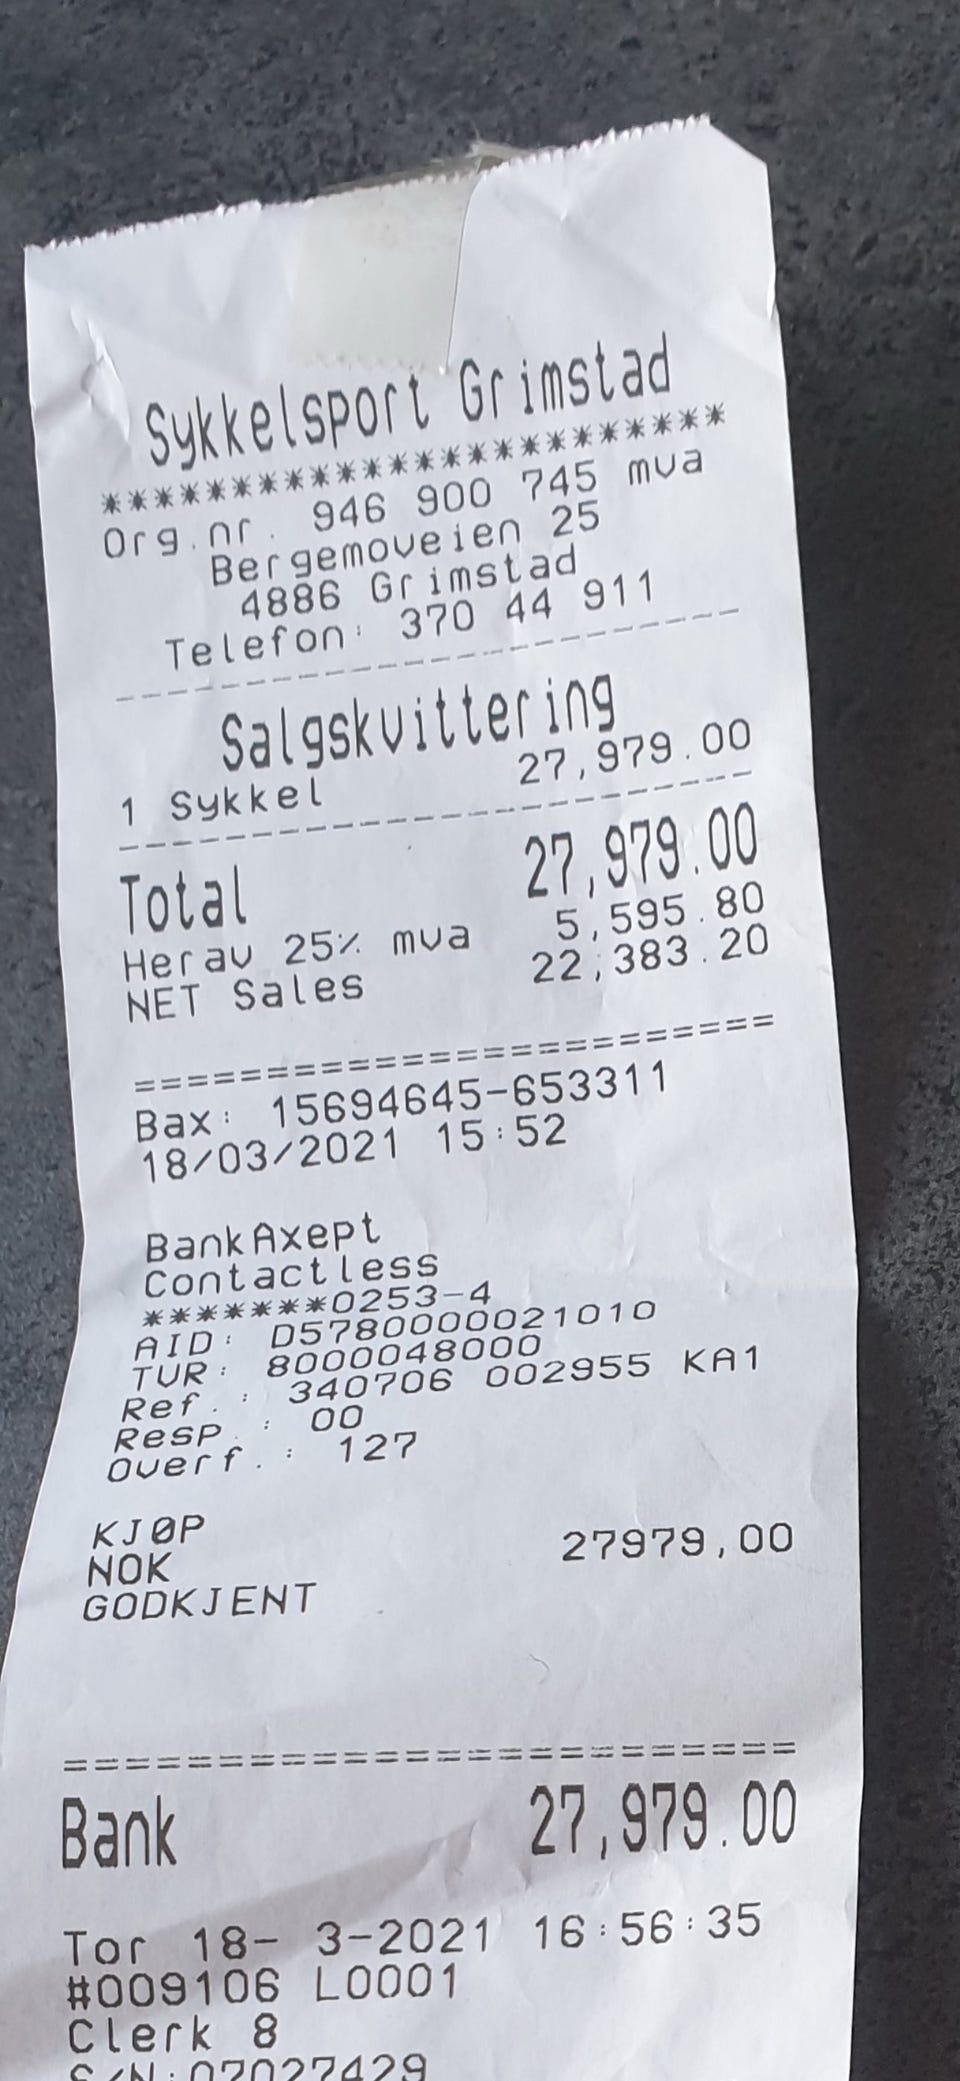 Sykkelsport Grimstad
************************
Org.nr. 946 900 745 mva
Bergemoveien 25
4886 Grimstad
Telefon: 370 44 911
------------------------
Salgskvittering
1 Sykkel 27,979.00
------------------------
Total 27,979.00
Herav 25% mva 5,595.80
NET Sales 22,383.20
========================
Bax: 15694645-653311
18/03/2021 15:52
BankAxept
Contactless
*******0253-4
AID: D5780000021010
TVR: 8000048000
Ref. : 340706 002955 KA1
Resp. : 00
Overf. : 127
KJØP
NOK 27979,00
GODKJENT
========================
Bank 27,979.00
Tor 18- 3-2021 16:56:35
#009106 L0001
Clerk 8
S/N:07027429